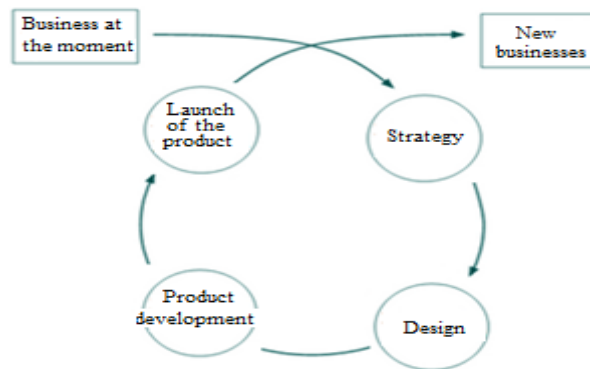 Business at
the moment
New
businesses
Launch
of the
product
Strategy
Product
development
Design